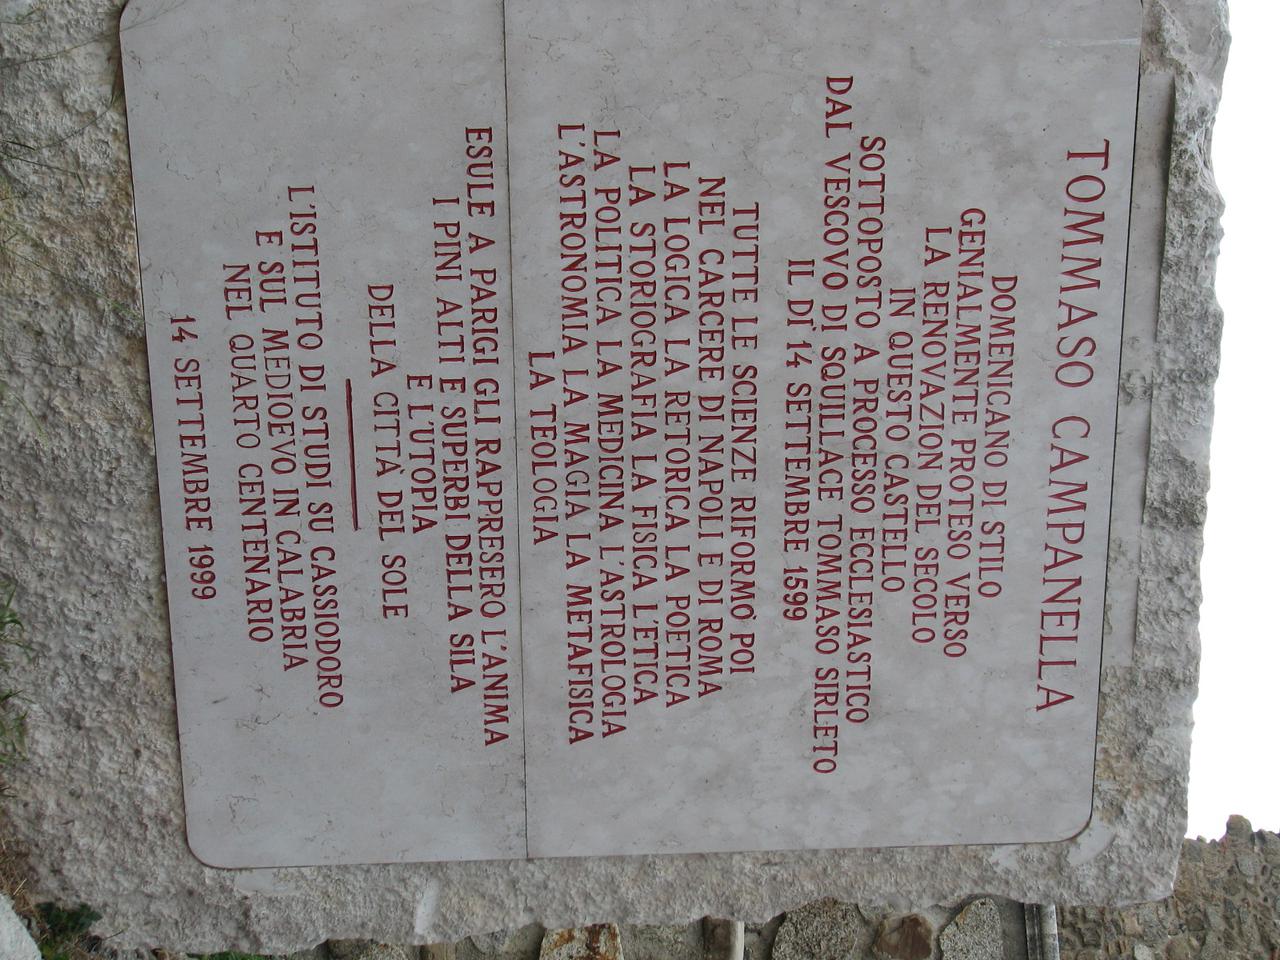 TOMMASO CAMPANELLA
DOMENICANO DI STILO
GENIALMENTE PROTESO VERSO
LA RENOVAZION DEL SECOLO
IN QUESTO CASTELLO
SOTTOPOSTO A PROCESSO ECCLESIASTICO
DAL VESCOVO DI SQUILLACE TOMMASO SIRLETO
IL DÌ 14 SETTEMBRE 1599
TUTTE LE SCIENZE RIFORMÒ POI
NEL CARCERE DI NAPOLI E DI ROMA
LA LOGICA LA RETORICA LA POETICA
LA STORIOGRAFIA LA FISICA L'ETICA
LA POLITICA LA MEDICINA L'ASTROLOGIA
L'ASTRONOMIA LA MAGIA LA METAFISICA
LA TEOLOGIA
ESULE A PARIGI GLI RAPPRESERO L'ANIMA
I PINI ALTI E SUPERBI DELLA SILA
E L'UTOPIA
DELLA CITTÀ DEL SOLE
L'ISTITUTO DI STUDI SU CASSIODORO
E SUL MEDIOEVO IN CALABRIA
NEL QUARTO CENTENARIO
14 SETTEMBRE 1999